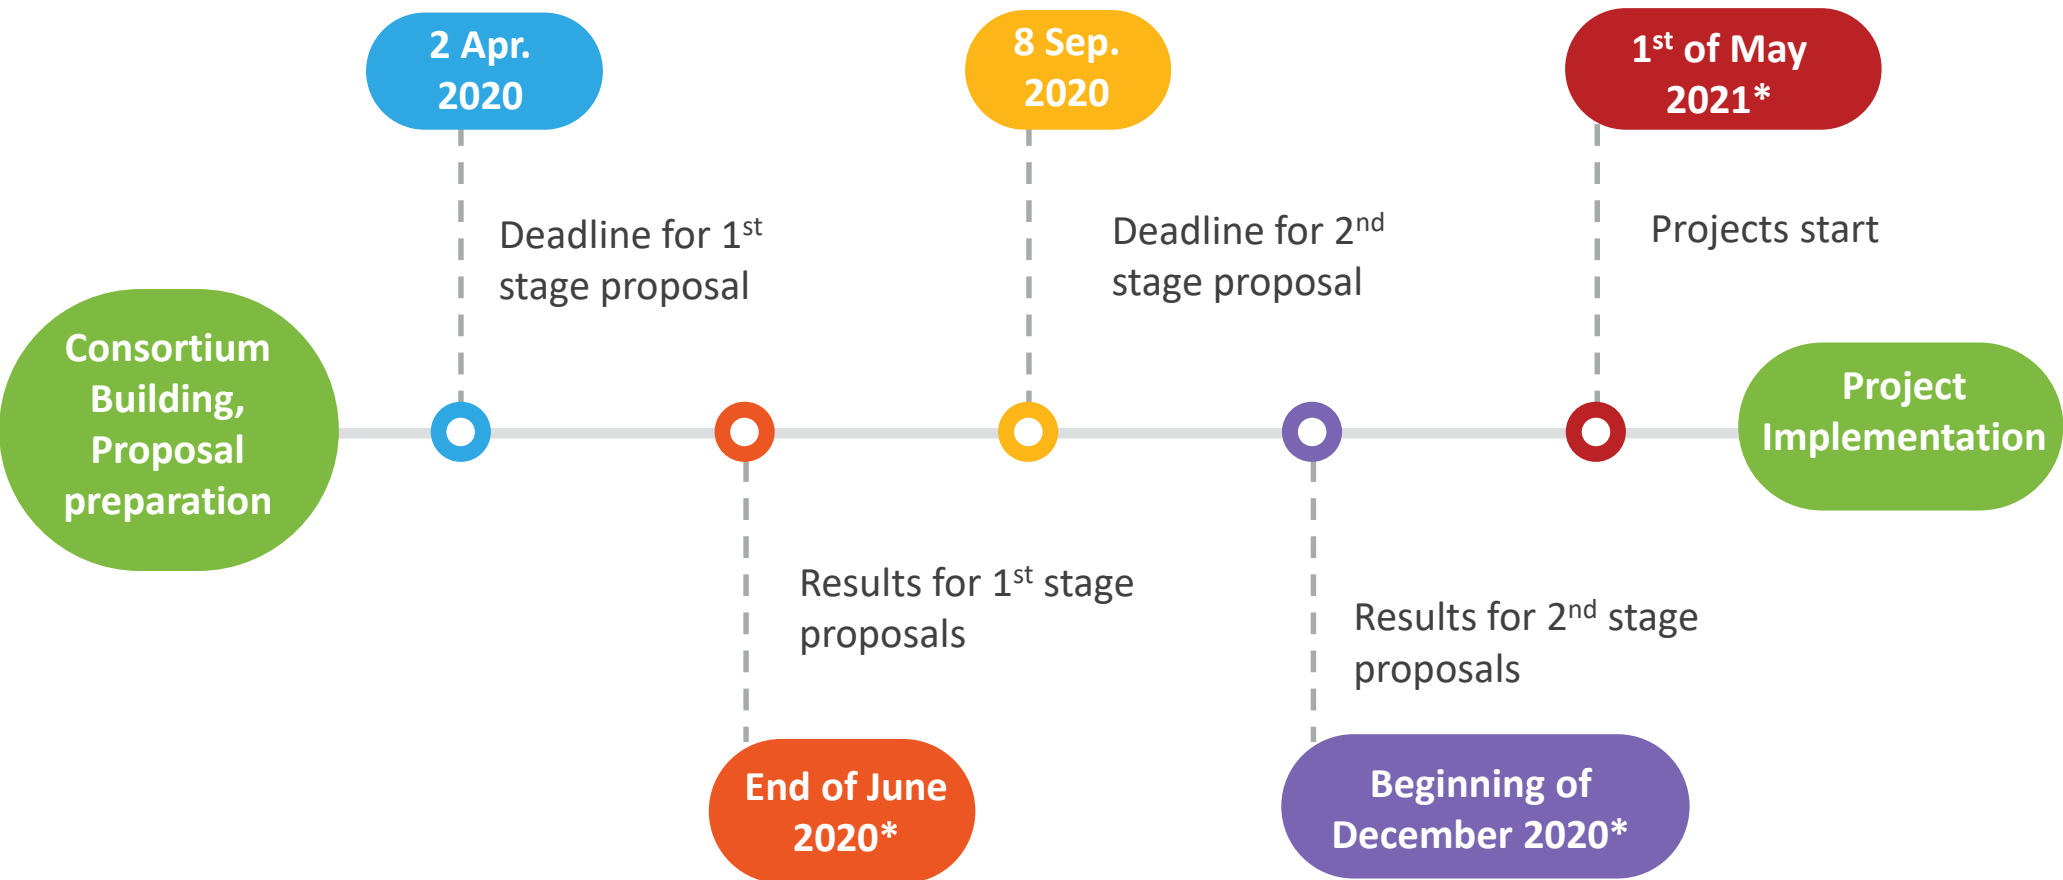 2 Apr.
2020
8 Sep.
2020
1st of May
2021*
Deadline for 1st
stage proposal
Deadline for 2nd
stage proposal
Projects start
Consortium
Building,
Proposal
preparation
Project
Implementation
Results for 1st stage
proposals
Results for 2nd stage
proposals
End of June
2020*
Beginning of
December 2020*